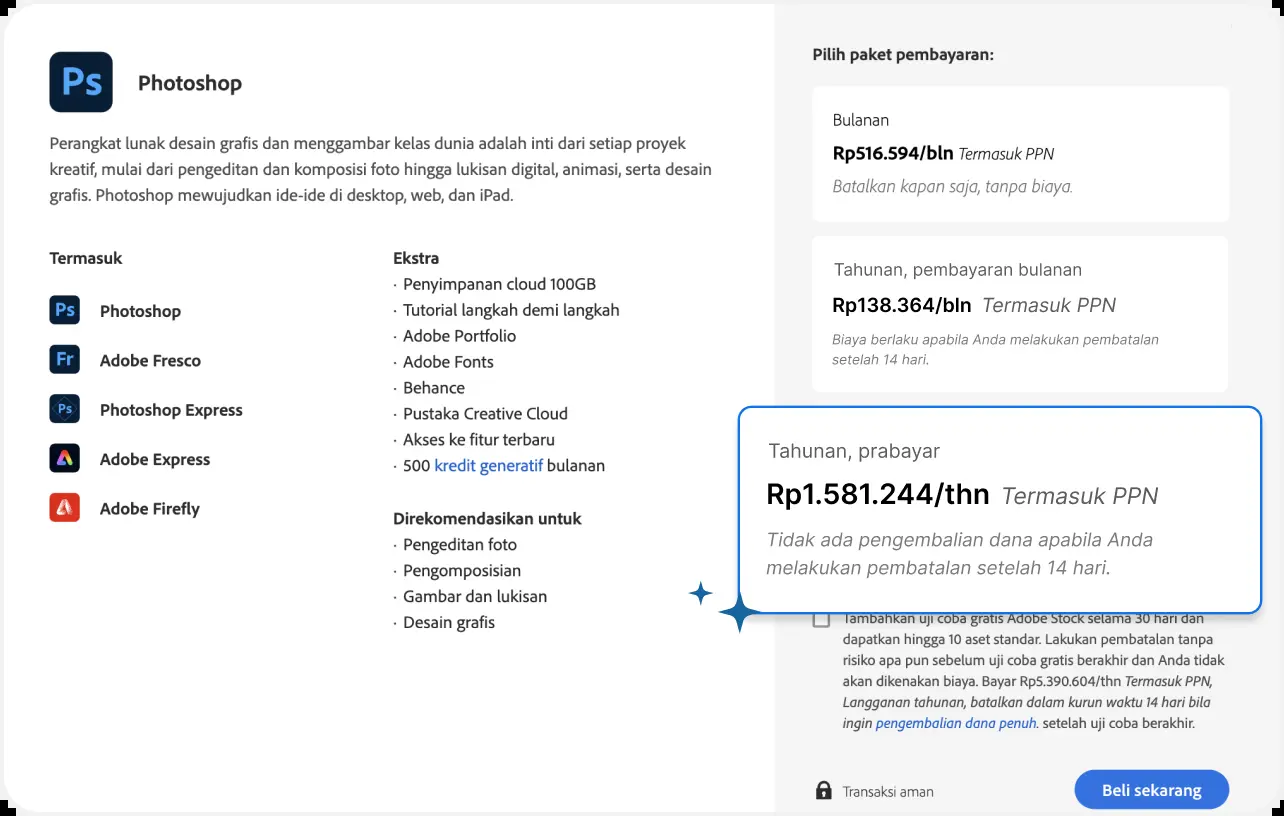 Ps
Photoshop
Perangkat lunak desain grafis dan menggambar kelas dunia adalah inti dari setiap proyek
kreatif, mulai dari pengeditan dan komposisi foto hingga lukisan digital, animasi, serta desain
grafis. Photoshop mewujudkan ide-ide di desktop, web, dan iPad.
Termasuk
Ps Photoshop
Fr Adobe Fresco
Ps Photoshop Express
Adobe Express
Adobe Firefly
Ekstra
· Penyimpanan cloud 100GB
· Tutorial langkah demi langkah
· Adobe Portfolio
· Adobe Fonts
· Behance
· Pustaka Creative Cloud
· Akses ke fitur terbaru
· 500 kredit generatif bulanan
Direkomendasikan untuk
· Pengeditan foto
· Pengomposisian
· Gambar dan lukisan
· Desain grafis
Pilih paket pembayaran:
Bulanan
Rp516.594/bln Termasuk PPN
Batalkan kapan saja, tanpa biaya.
Tahunan, pembayaran bulanan
Rp138.364/bln Termasuk PPN
Biaya berlaku apabila Anda melakukan pembatalan
setelah 14 hari.
Tahunan, prabayar
Rp1.581.244/thn Termasuk PPN
Tidak ada pengembalian dana apabila Anda
melakukan pembatalan setelah 14 hari.
Tambahkan uji coba gratis Adobe Stock selama 30 hari dan
dapatkan hingga 10 aset standar. Lakukan pembatalan tanpa
risiko apa pun sebelum uji coba gratis berakhir dan Anda tidak
akan dikenakan biaya. Bayar Rp5.390.604/thn Termasuk PPN,
Langganan tahunan, batalkan dalam kurun waktu 14 hari bila
ingin pengembalian dana penuh. setelah uji coba berakhir.
Transaksi aman
Beli sekarang